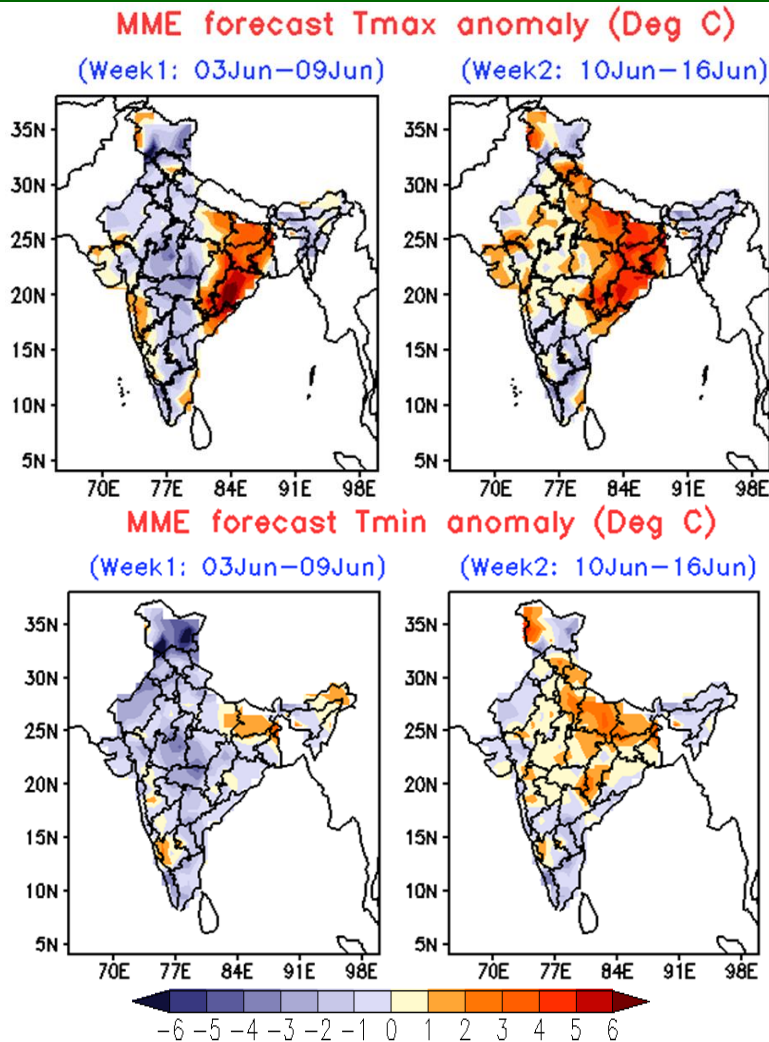 MME forecast Tmax anomaly (Deg C)
(Week1: 03Jun–09Jun) (Week2: 10Jun–16Jun)
35N 35N
30N 30N
25N 25N
20N 20N
15N 15N
10N 10N
5N 5N
70E 77E 84E 91E 98E 70E 77E 84E 91E 98E
MME forecast Tmin anomaly (Deg C)
(Week1: 03Jun–09Jun) (Week2: 10Jun–16Jun)
35N 35N
30N 30N
25N 25N
20N 20N
15N 15N
10N 10N
5N 5N
70E 77E 84E 91E 98E 70E 77E 84E 91E 98E
-6 -5 -4 -3 -2 -1 0 1 2 3 4 5 6